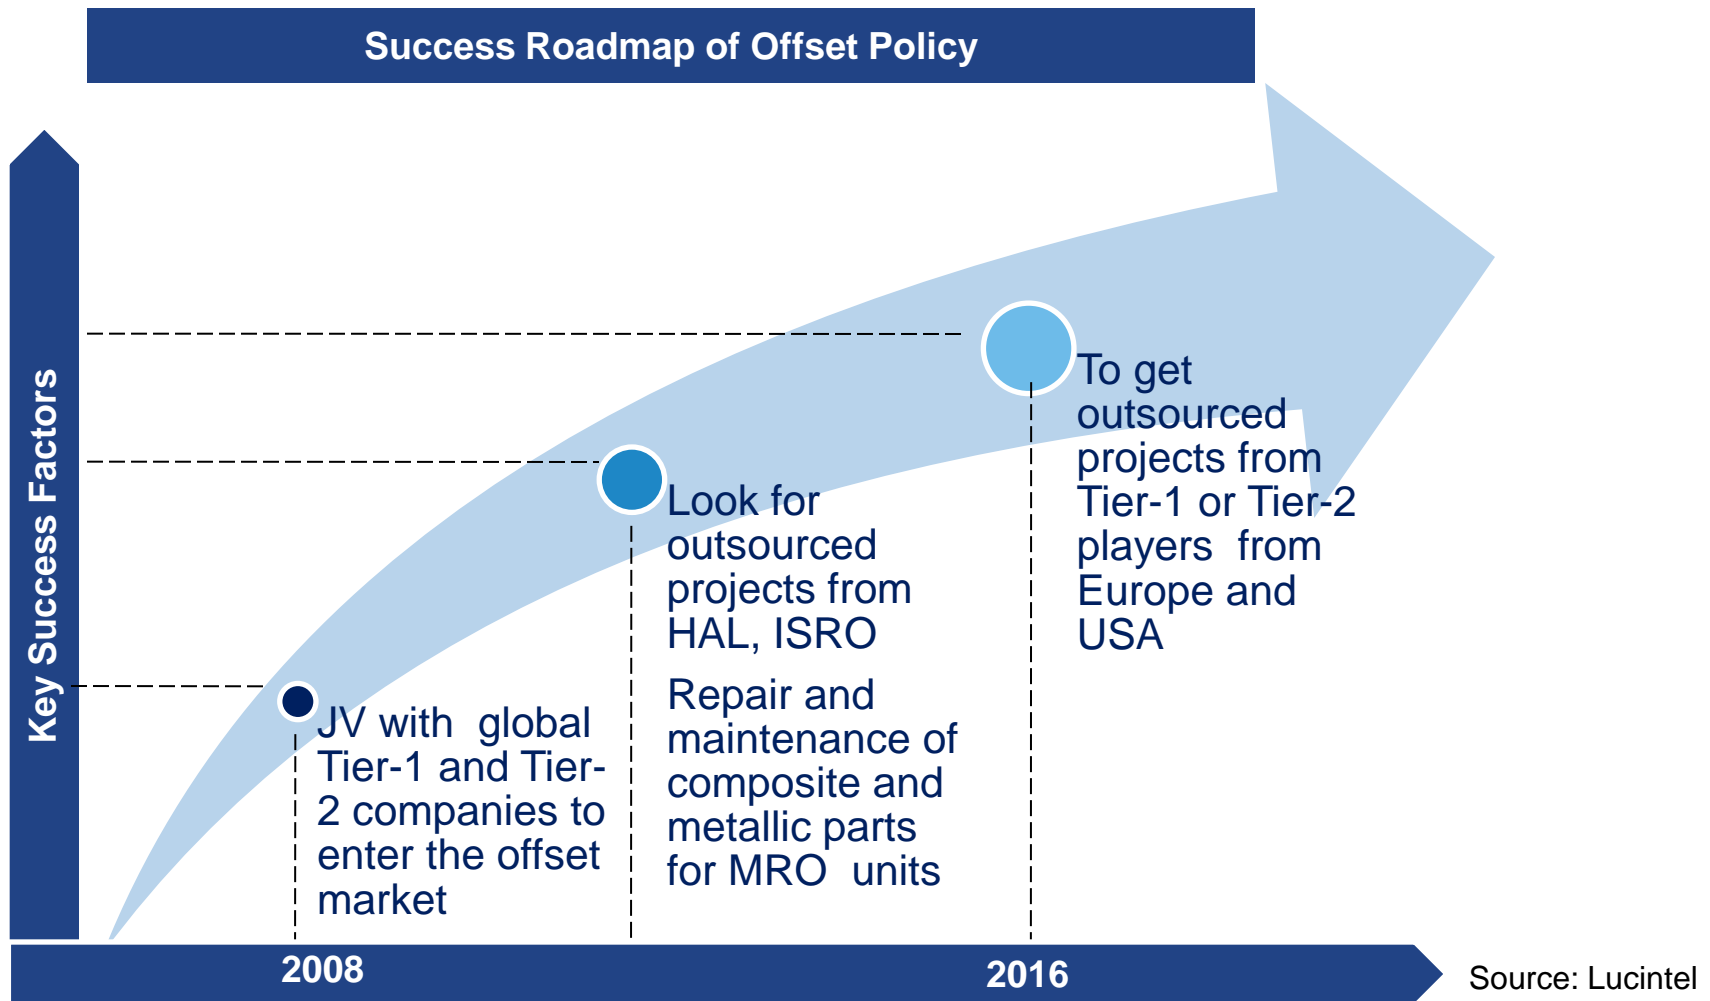 Success Roadmap of Offset Policy
Key Success Factors
To get
outsourced
projects from
Tier-1 or Tier-2
players  from
Europe and
USA
Look for
outsourced
projects from
HAL, ISRO
Repair and
maintenance of
composite and
metallic parts
for MRO  units
JV with  global
Tier-1 and Tier-
2 companies to
enter the offset
market
2008
2016
Source: Lucintel